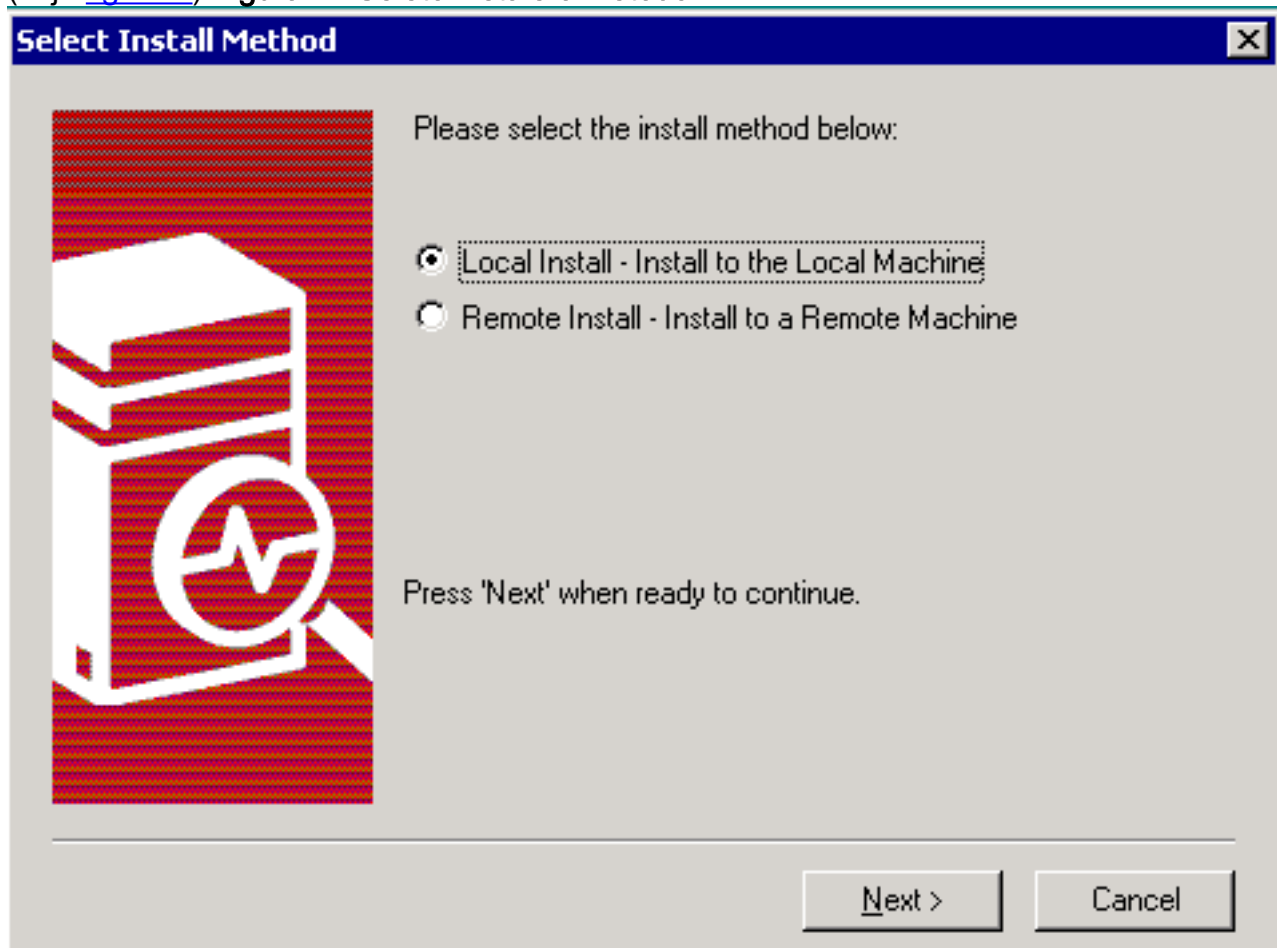 Select Install Method
Please select the install method below:
Local Install - Install to the Local Machine
Remote Install - Install to a Remote Machine
Press 'Next' when ready to continue.
Next >
Cancel